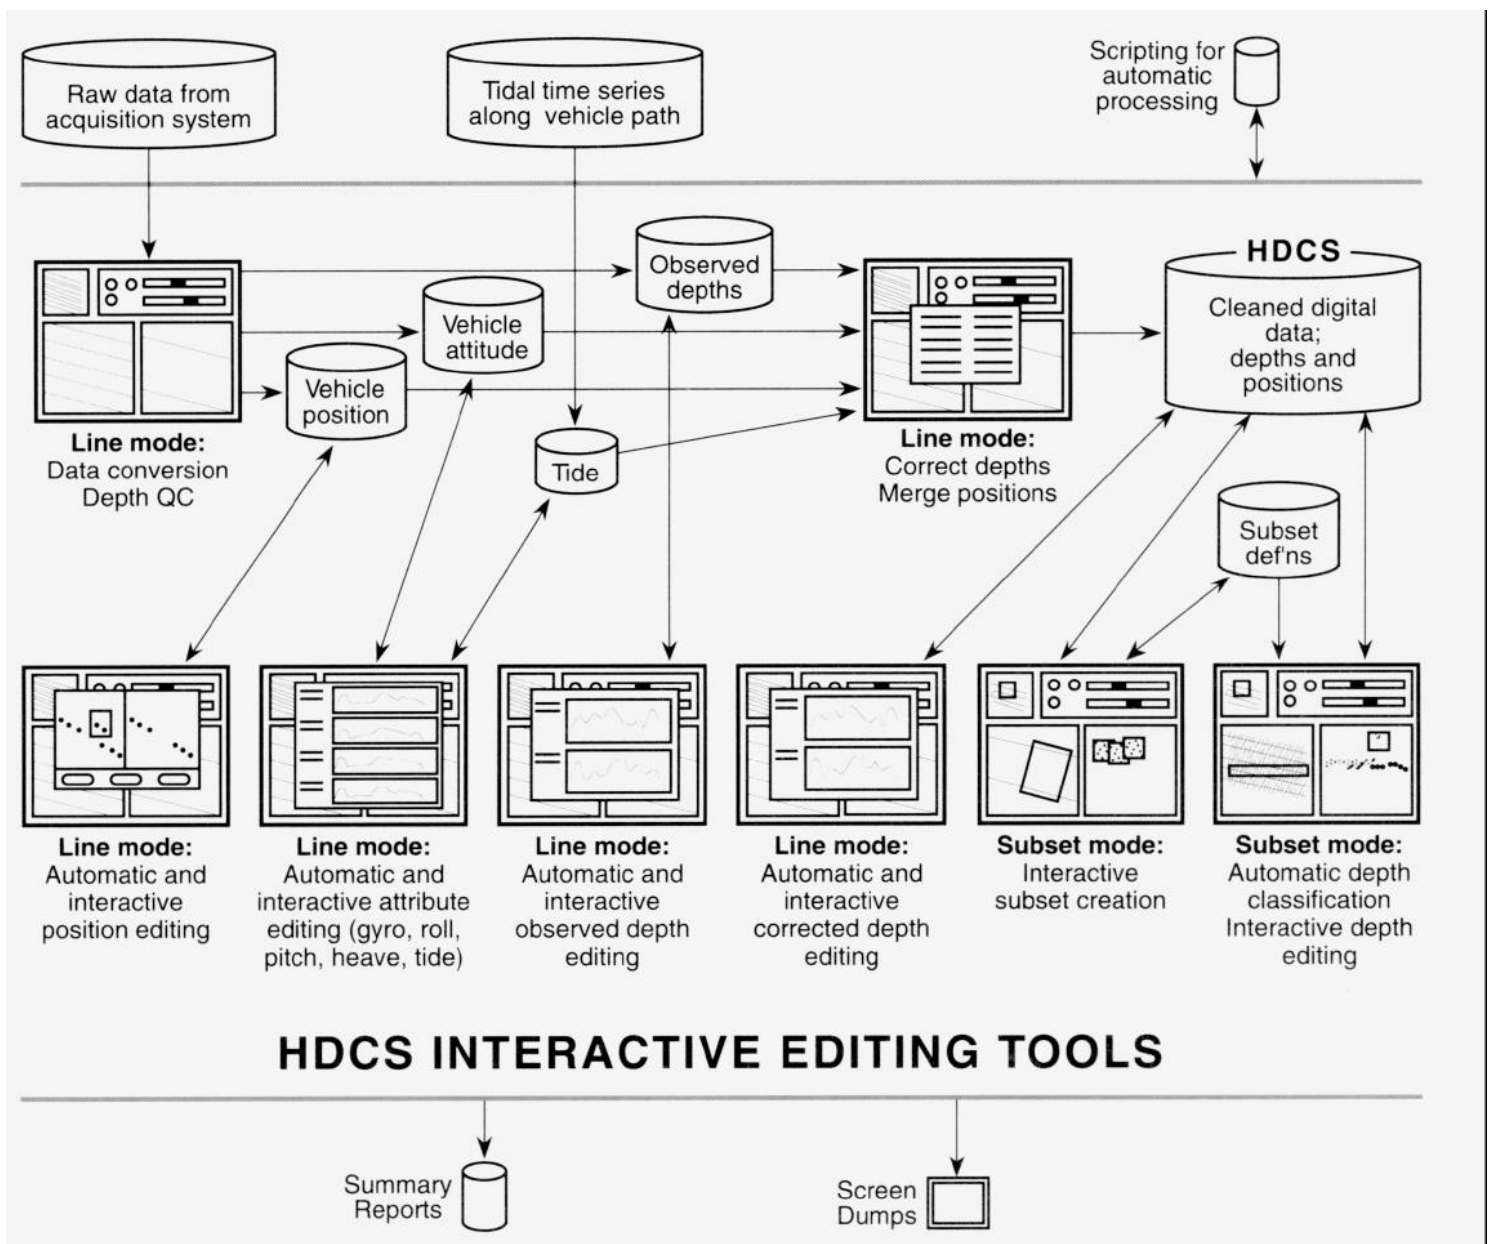 Raw data from
acquisition system
Tidal time series
along vehicle path
Scripting for
automatic
processing
Observed
depths
HDCS
Cleaned digital
data;
depths and
positions
Vehicle
attitude
Vehicle
position
Tide
Line mode:
Data conversion
Depth QC
Line mode:
Correct depths
Merge positions
Subset
def'ns
Line mode:
Automatic and
interactive
position editing
Line mode:
Automatic and
interactive attribute
editing (gyro, roll,
pitch, heave, tide)
Line mode:
Automatic and
interactive
observed depth
editing
Line mode:
Automatic and
interactive
corrected depth
editing
Subset mode:
Interactive
subset creation
Subset mode:
Automatic depth
classification
Interactive depth
editing
HDCS INTERACTIVE EDITING TOOLS
Summary
Reports
Screen
Dumps